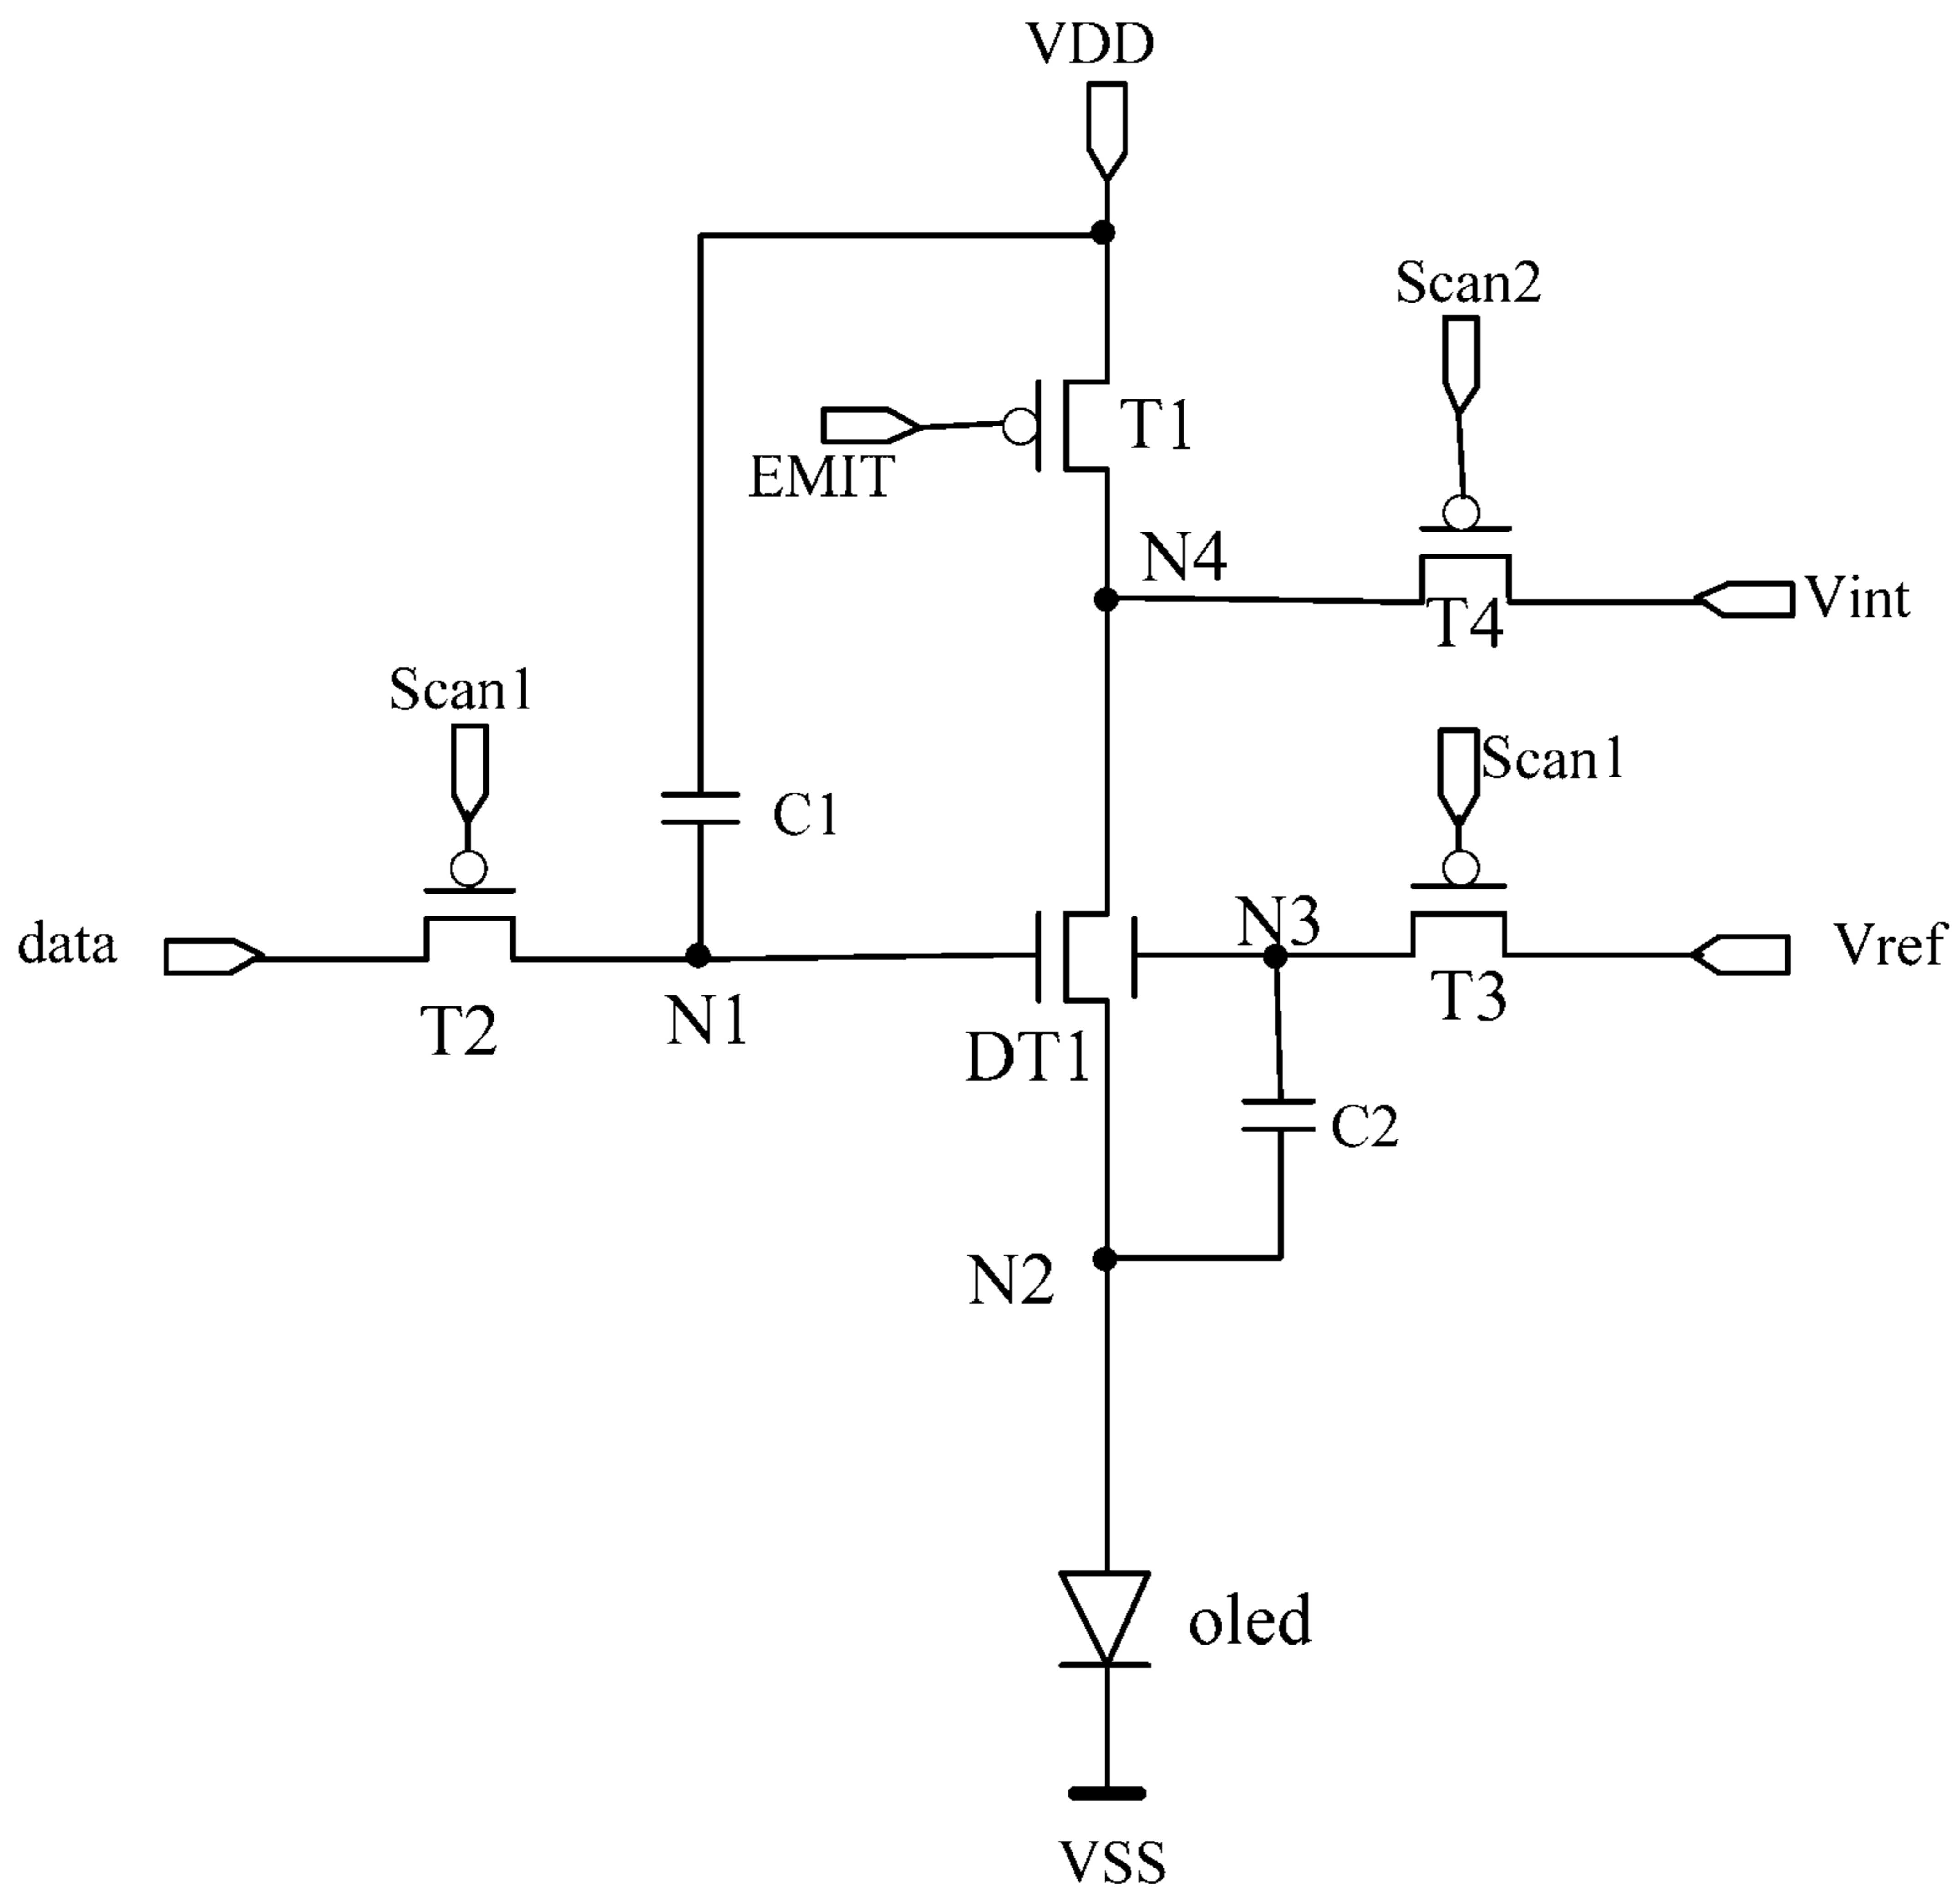 VDD
Scan2
T1
EMIT
N4
Vint
T4
Scan1
Scan1
C1
N3
data
Vref
T3
N1
T2
DT1
C2
N2
oled
VSS